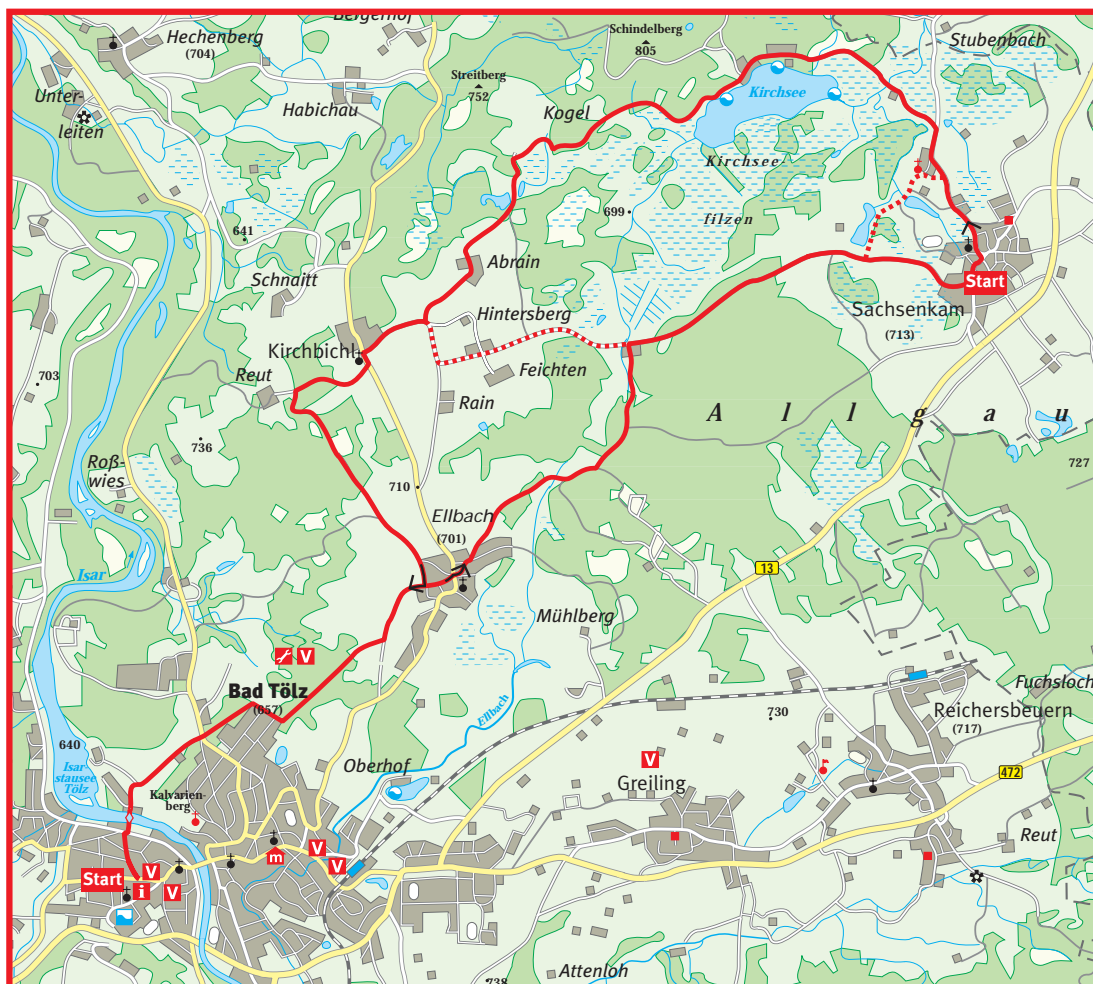 Bergerhof
Hechenberg
(704)
Schindelberg
805
Stubenbach
Streitberg
752
Unter-
leiten
Habichau
Kogel
Kirchsee
Kirchsee-
filzen
699
641
Schnaitt
Abrain
Hintersberg
Start
Sachsenkam
(713)
Kirchbichl
Feichten
Reut
Rain
703
A l l g a u
736
727
Roß-
wies
710
Ellbach
(701)
Isar
13
Mühlberg
V
Bad Tölz
(657)
Ellbach
Fuchsloch
Reichersbeuern
(717)
730
640
Isar
stausee
Tölz
Oberhof
V
Greiling
472
Kalvarien-
berg
Reut
m
V
V
V
Start
i
V
Attenloh
738